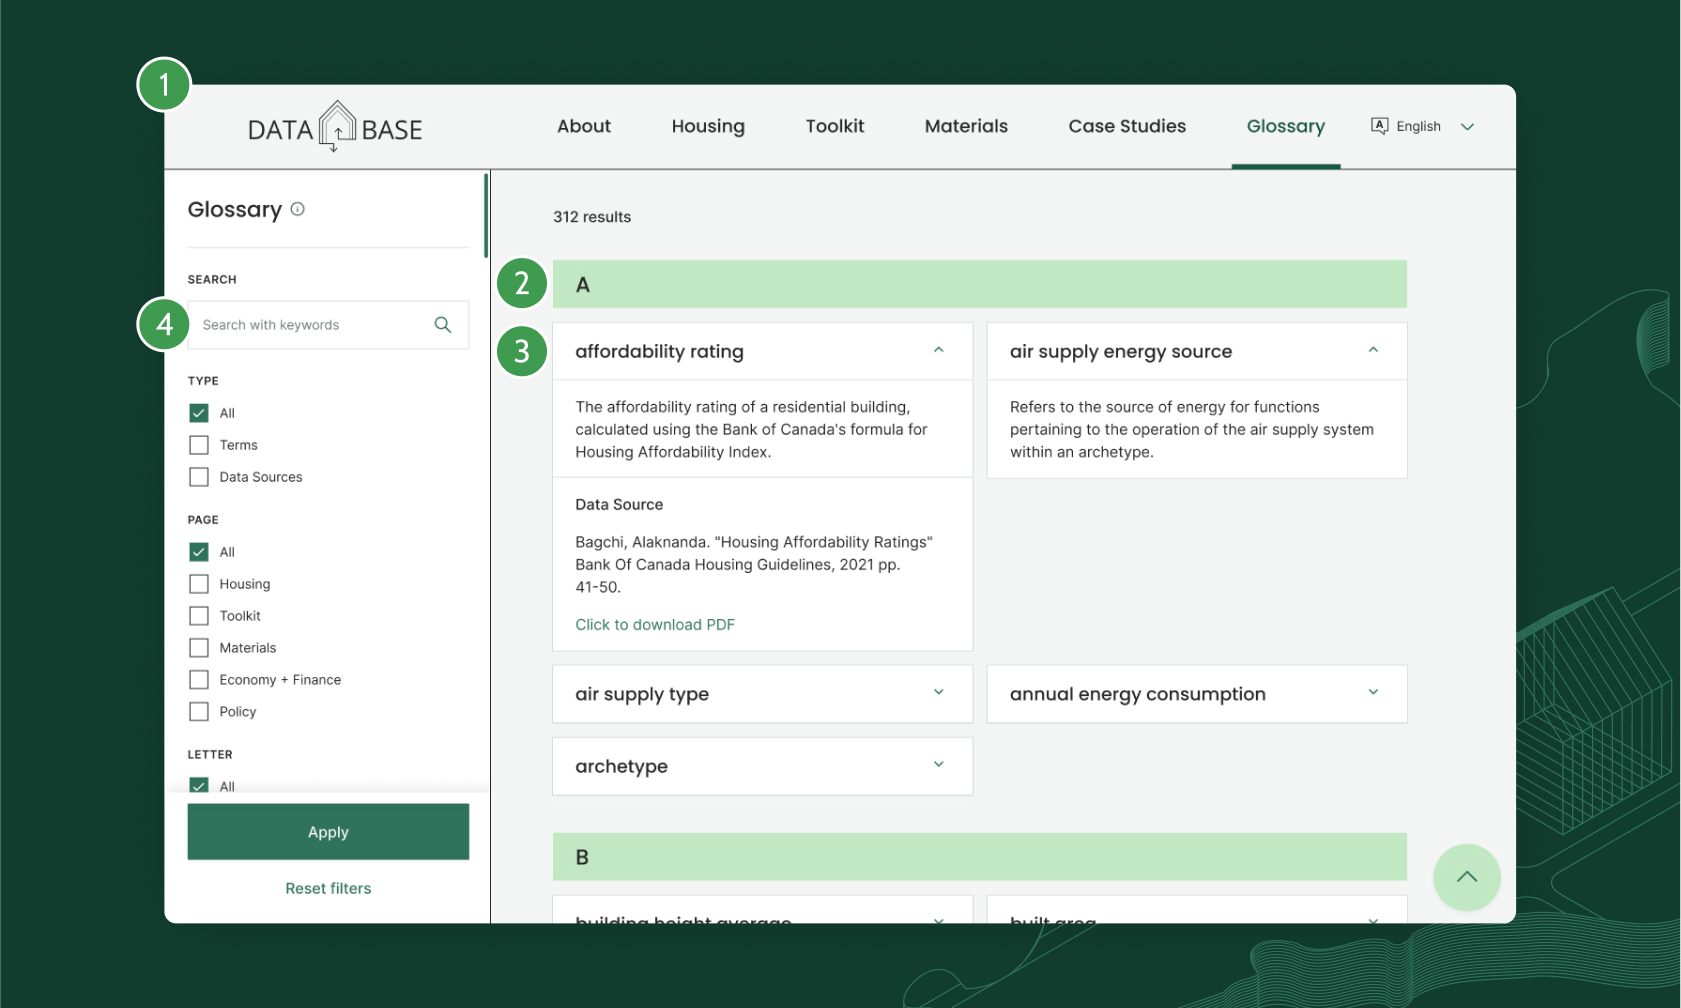 1
DATA BASE
About
Housing
Toolkit
Materials
Case Studies
Glossary
A English
Glossary
SEARCH
4
Search with keywords
TYPE
All
Terms
Data Sources
PAGE
All
Housing
Toolkit
Materials
Economy + Finance
Policy
LETTER
All
Apply
Reset filters
312 results
2
A
3
affordability rating
The affordability rating of a residential building,
calculated using the Bank of Canada's formula for
Housing Affordability Index.
Data Source
Bagchi, Alaknanda. "Housing Affordability Ratings"
Bank Of Canada Housing Guidelines, 2021 pp.
41-50.
Click to download PDF
air supply energy source
Refers to the source of energy for functions
pertaining to the operation of the air supply system
within an archetype.
air supply type
annual energy consumption
archetype
B
building height average
built area